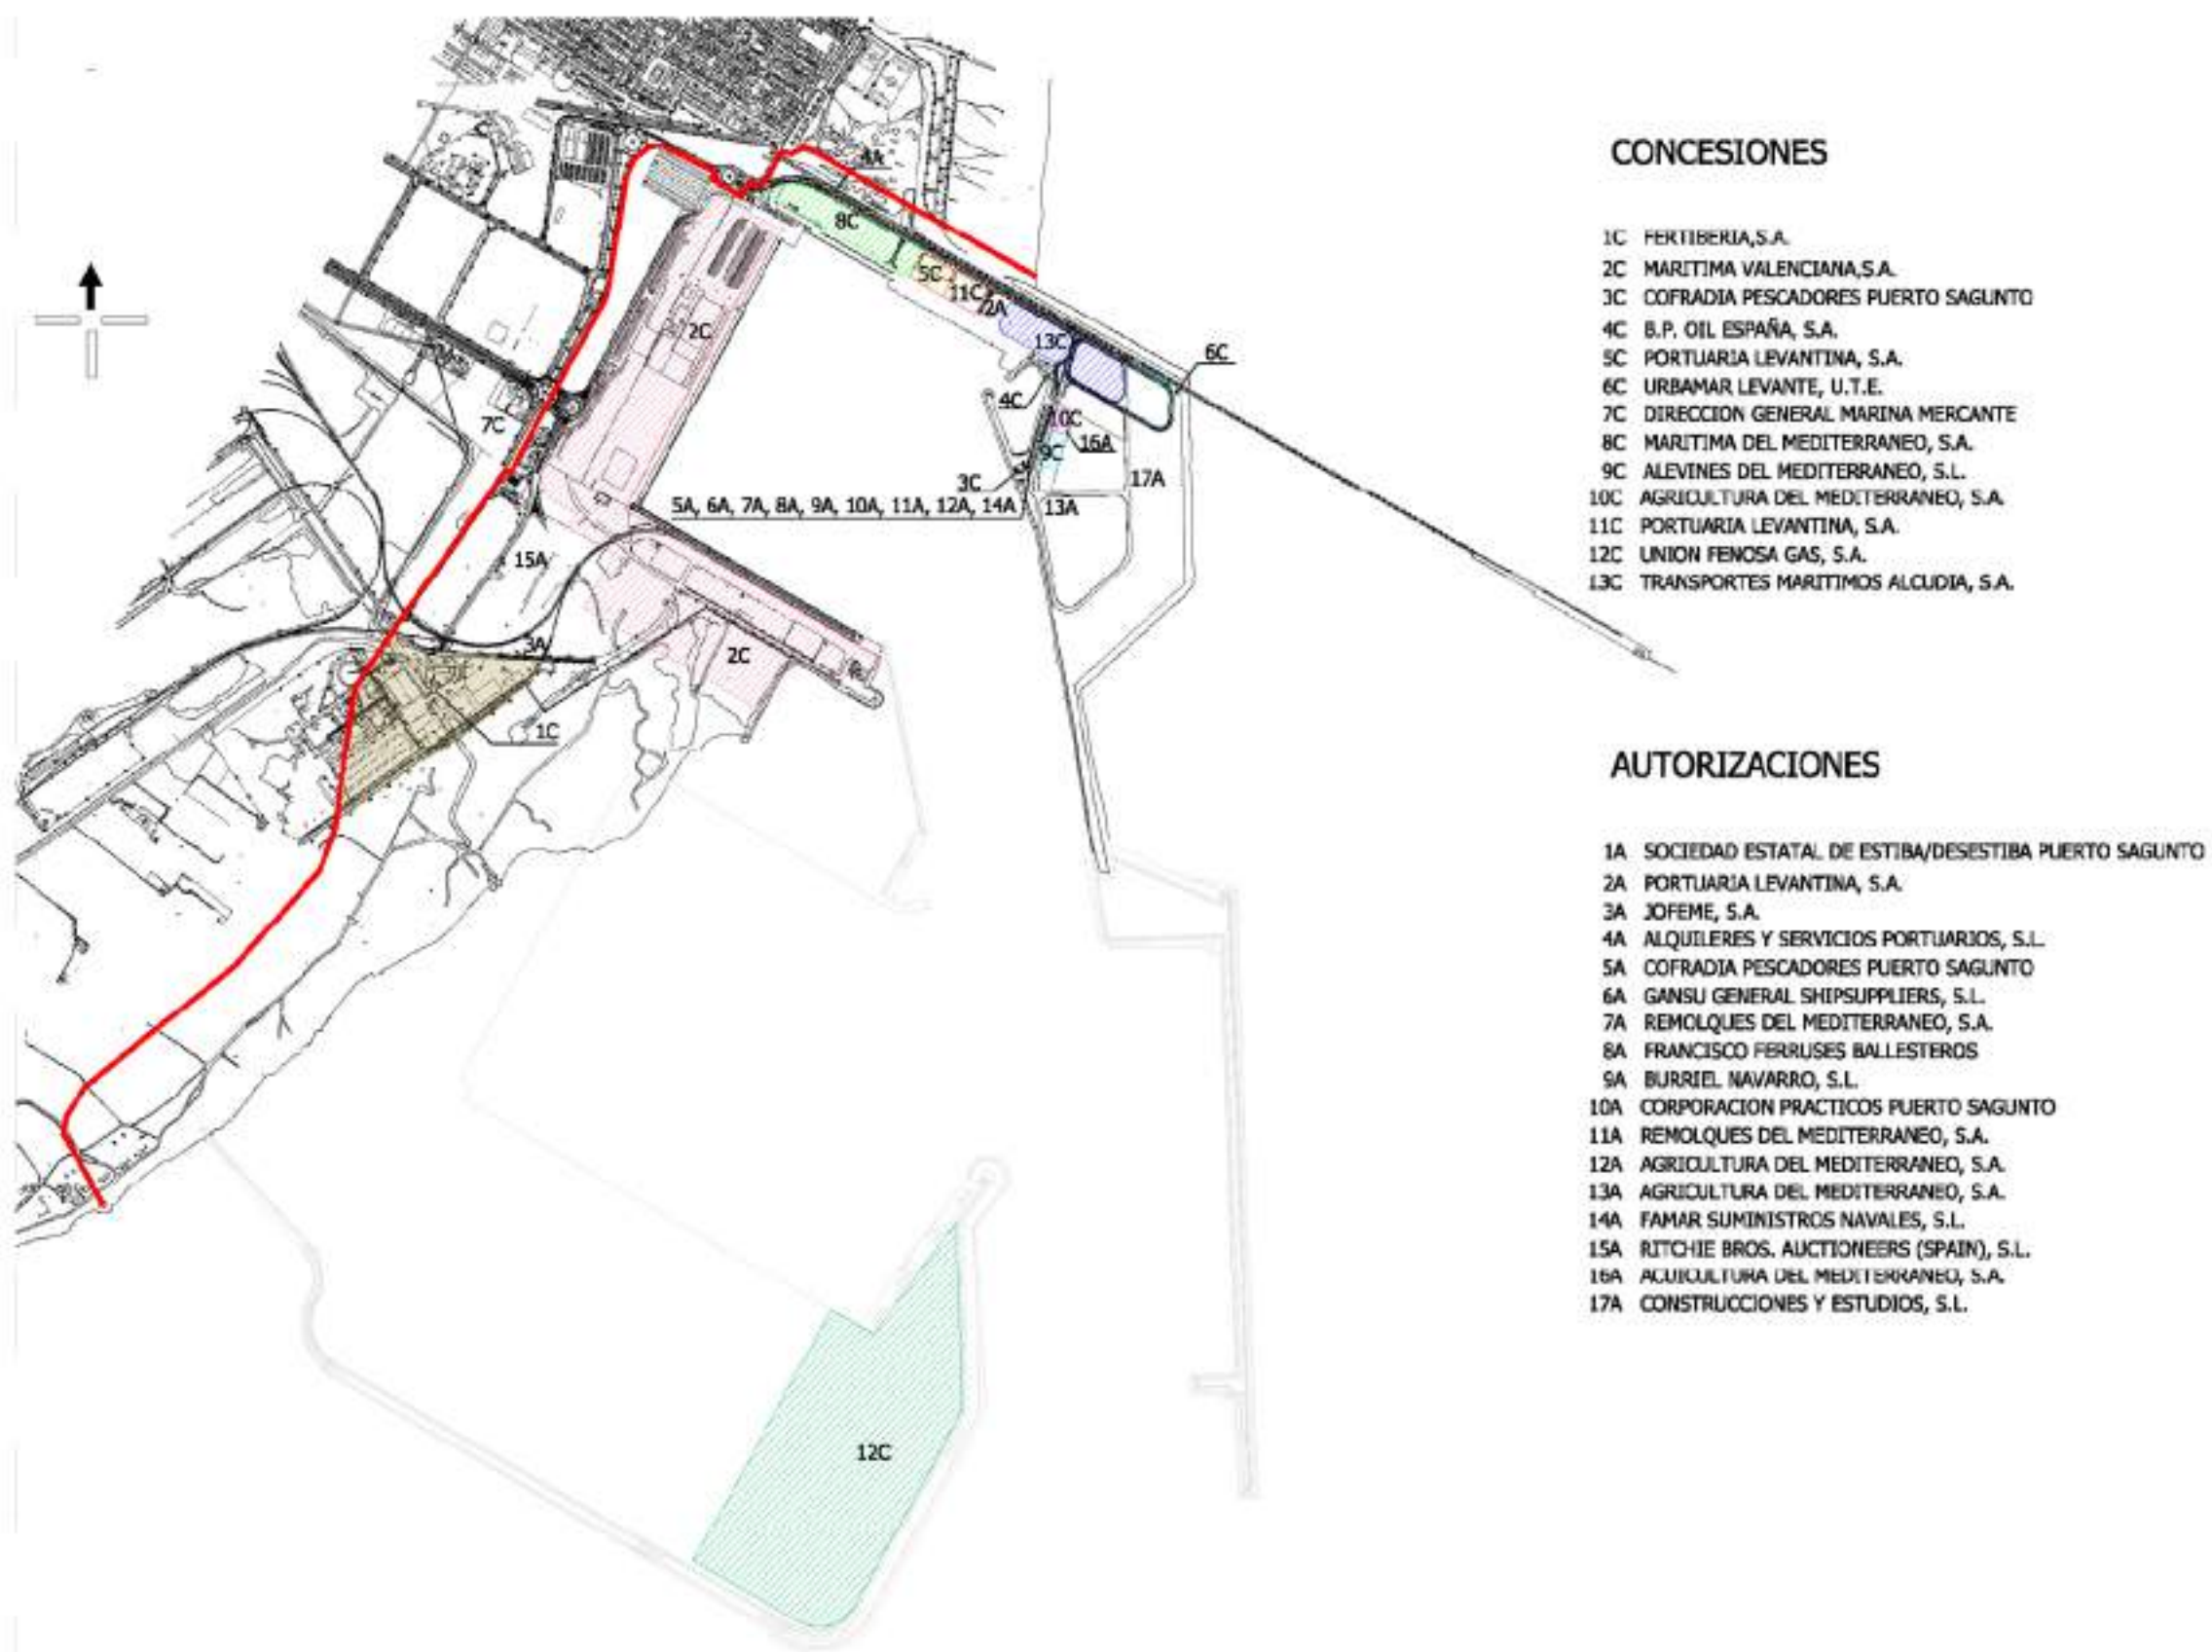 CONCESIONES
1C FERTIBERIA,S.A.
2C MARITIMA VALENCIANA,S.A.
3C COFRADIA PESCADORES PUERTO SAGUNTO
4C B.P. OIL ESPAÑA, S.A.
5C PORTUARIA LEVANTINA, S.A.
6C URBAMAR LEVANTE, U.T.E.
7C DIRECCION GENERAL MARINA MERCANTE
8C MARITIMA DEL MEDITERRANEO, S.A.
9C ALEVINES DEL MEDITERRANEO, S.L.
10C AGRICULTURA DEL MEDITERRANEO, S.A.
11C PORTUARIA LEVANTINA, S.A.
12C UNION FENOSA GAS, S.A.
13C TRANSPORTES MARITIMOS ALCUDIA, S.A.
AUTORIZACIONES
1A SOCIEDAD ESTATAL DE ESTIBA/DESESTIBA PUERTO SAGUNTO
2A PORTUARIA LEVANTINA, S.A.
3A JOFEME, S.A.
4A ALQUILERES Y SERVICIOS PORTUARIOS, S.L.
5A COFRADIA PESCADORES PUERTO SAGUNTO
6A GANSU GENERAL SHIPSUPPLIERS, S.L.
7A REMOLQUES DEL MEDITERRANEO, S.A.
8A FRANCISCO FERRUSES BALLESTEROS
9A BURRIEL NAVARRO, S.L.
10A CORPORACION PRACTICOS PUERTO SAGUNTO
11A REMOLQUES DEL MEDITERRANEO, S.A.
12A AGRICULTURA DEL MEDITERRANEO, S.A.
13A AGRICULTURA DEL MEDITERRANEO, S.A.
14A FAMAR SUMINISTROS NAVALES, S.L.
15A RITCHIE BROS. AUCTIONEERS (SPAIN), S.L.
16A ACUICULTURA DEL MEDITERRANEO, S.A.
17A CONSTRUCCIONES Y ESTUDIOS, S.L.
4A
8C
5C
11C
2A
13C
6C
2C
4C
7C
10C
16A
9C
3C
17A
5A, 6A, 7A, 8A, 9A, 10A, 11A, 12A, 14A
13A
15A
3A
2C
1C
12C